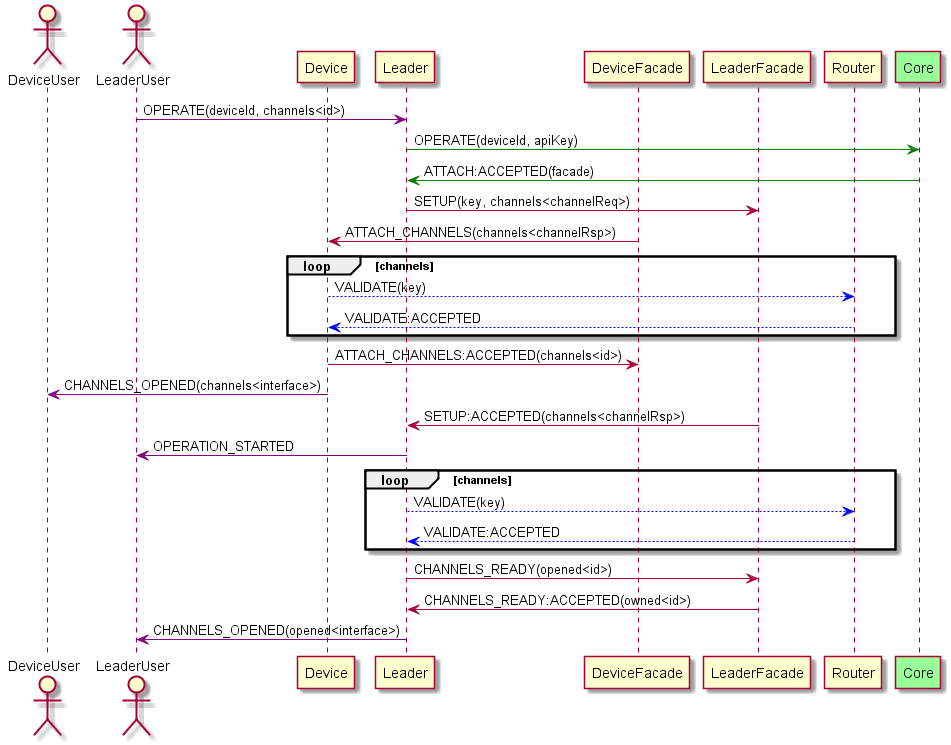 DeviceUser LeaderUser Device Leader DeviceFacade LeaderFacade Router Core
OPERATE(deviceId, channels<id>)
OPERATE(deviceId, apiKey)
ATTACH:ACCEPTED(facade)
SETUP(key, channels<channelReq>)
ATTACH_CHANNELS(channels<channelRsp>)
loop [channels]
VALIDATE(key)
VALIDATE:ACCEPTED
ATTACH_CHANNELS:ACCEPTED(channels<id>)
CHANNELS_OPENED(channels<interface>)
SETUP:ACCEPTED(channels<channelRsp>)
OPERATION_STARTED
loop [channels]
VALIDATE(key)
VALIDATE:ACCEPTED
CHANNELS_READY(opened<id>)
CHANNELS_READY:ACCEPTED(owned<id>)
CHANNELS_OPENED(opened<interface>)
DeviceUser LeaderUser Device Leader DeviceFacade LeaderFacade Router Core